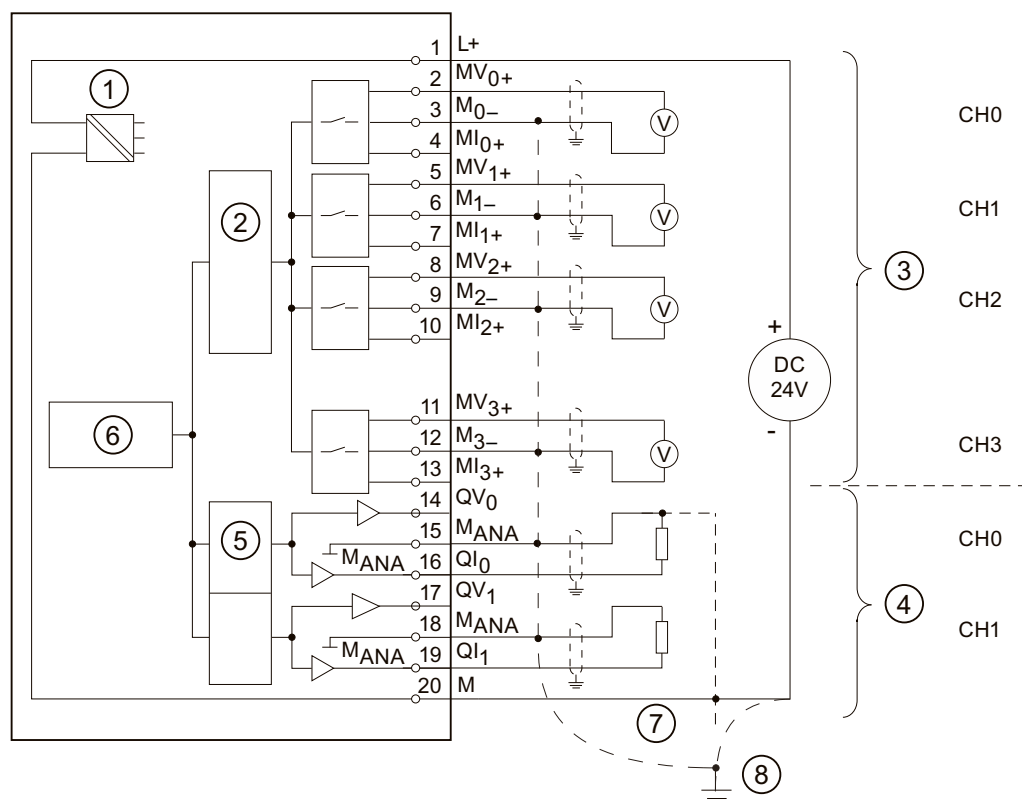 1 L+
2 MV0+
3 M0–
4 MI0+
5 MV1+
6 M1–
7 MI1+
8 MV2+
9 M2–
10 MI2+
11 MV3+
12 M3–
13 MI3+
14 QV0
15 MANA
MANA 16 QI0
17 QV1
18 MANA
MANA 19 QI1
20 M
1
2
6
5
V
V
V
V
+
DC
24V
-
3
4
7
8
CH0
CH1
CH2
CH3
CH0
CH1